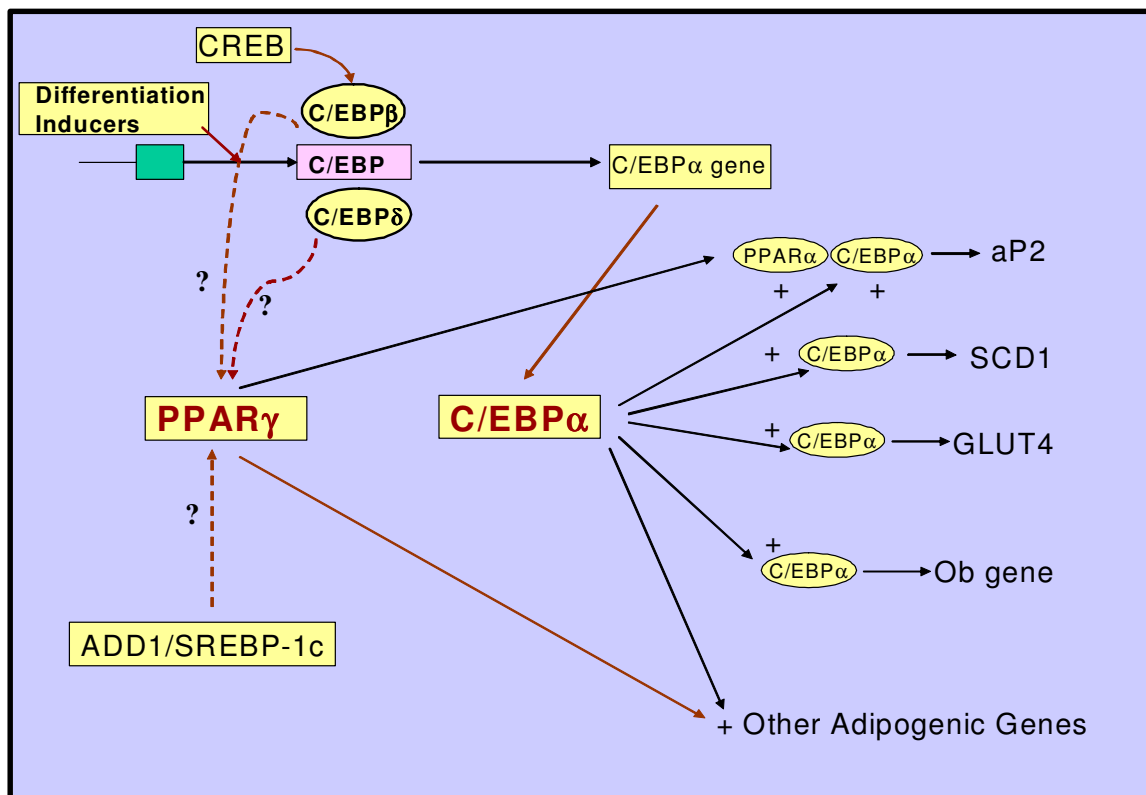 CREB
Differentiation
Inducers
C/EBPβ
C/EBP
C/EBPα gene
C/EBPδ
?
?
PPARα
C/EBPα
aP2
+
+
+
C/EBPα
SCD1
PPARγ
C/EBPα
+
C/EBPα
GLUT4
?
+
C/EBPα
Ob gene
ADD1/SREBP-1c
+ Other Adipogenic Genes